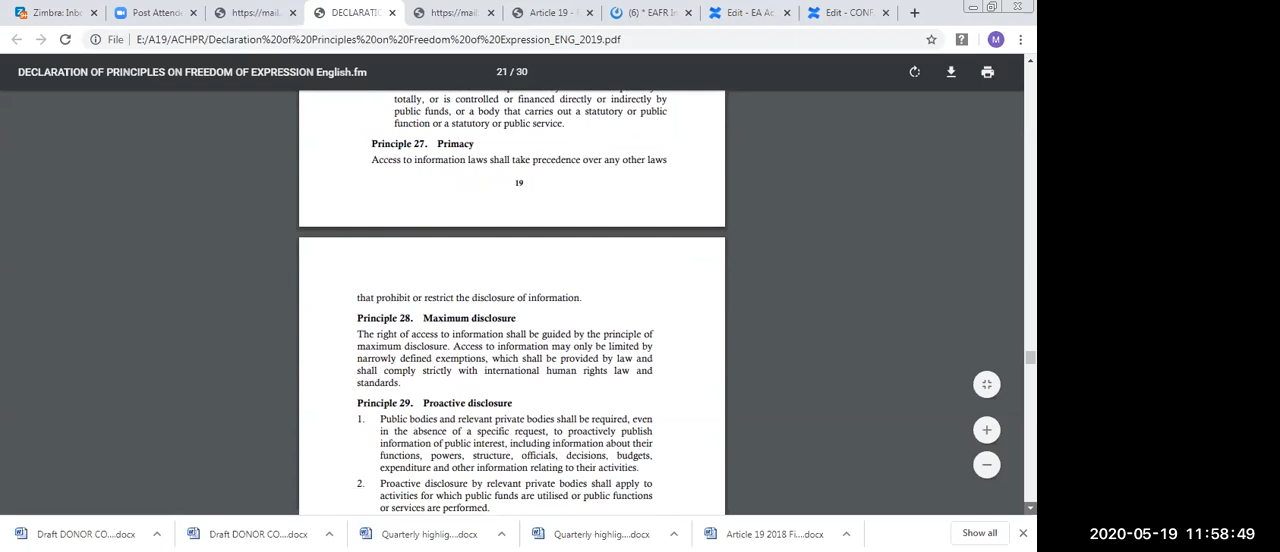 Zimbra: Inb
Post Attend
https://mail.
DECLARATI
https://mail.
Article 19 -
(6) * EAFR In
Edit - EA Ac
Edit - CONF
File
E:/A19/ACHPR/Declaration%20of%20Principles%20on%20Freedom%20of%20Expression_ENG_2019.pdf
M
DECLARATION OF PRINCIPLES ON FREEDOM OF EXPRESSION English.fm
21 / 30
totally, or is controlled or financed directly or indirectly by
public funds, or a body that carries out a statutory or public
function or a statutory or public service.
Principle 27. Primacy
Access to information laws shall take precedence over any other laws
19
that prohibit or restrict the disclosure of information.
Principle 28. Maximum disclosure
The right of access to information shall be guided by the principle of
maximum disclosure. Access to information may only be limited by
narrowly defined exemptions, which shall be provided by law and
shall comply strictly with international human rights law and
standards.
Principle 29. Proactive disclosure
1. Public bodies and relevant private bodies shall be required, even
in the absence of a specific request, to proactively publish
information of public interest, including information about their
functions, powers, structure, officials, decisions, budgets,
expenditure and other information relating to their activities.
2. Proactive disclosure by relevant private bodies shall apply to
activities for which public funds are utilised or public functions
or services are performed.
Draft DONOR CO....docx
Draft DONOR CO....docx
Quarterly highlig....docx
Quarterly highlig....docx
Article 19 2018 Fi....docx
Show all
2020-05-19 11:58:49